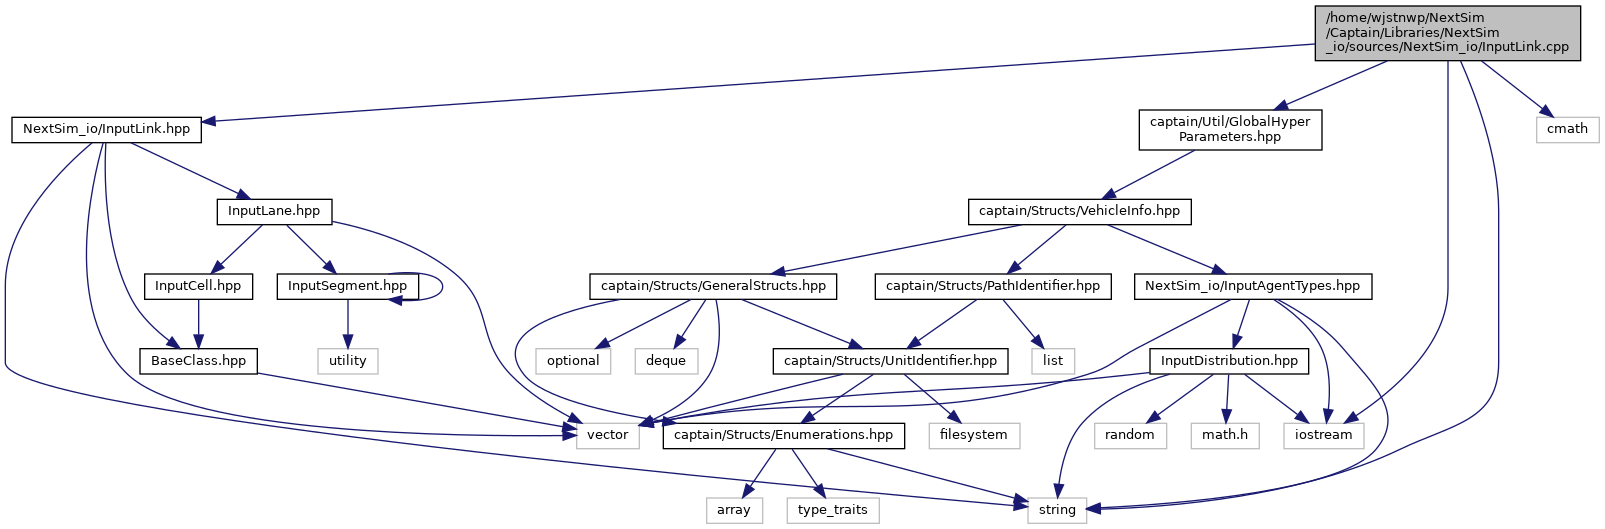 /home/wjstnwp/NextSim
/Captain/Libraries/NextSim
_io/sources/NextSim_io/InputLink.cpp
NextSim_io/InputLink.hpp
captain/Util/GlobalHyper
Parameters.hpp
cmath
InputLane.hpp
captain/Structs/VehicleInfo.hpp
InputCell.hpp
InputSegment.hpp
captain/Structs/GeneralStructs.hpp
captain/Structs/PathIdentifier.hpp
NextSim_io/InputAgentTypes.hpp
BaseClass.hpp
utility
optional
deque
captain/Structs/UnitIdentifier.hpp
list
InputDistribution.hpp
vector
captain/Structs/Enumerations.hpp
filesystem
random
math.h
iostream
array
type_traits
string